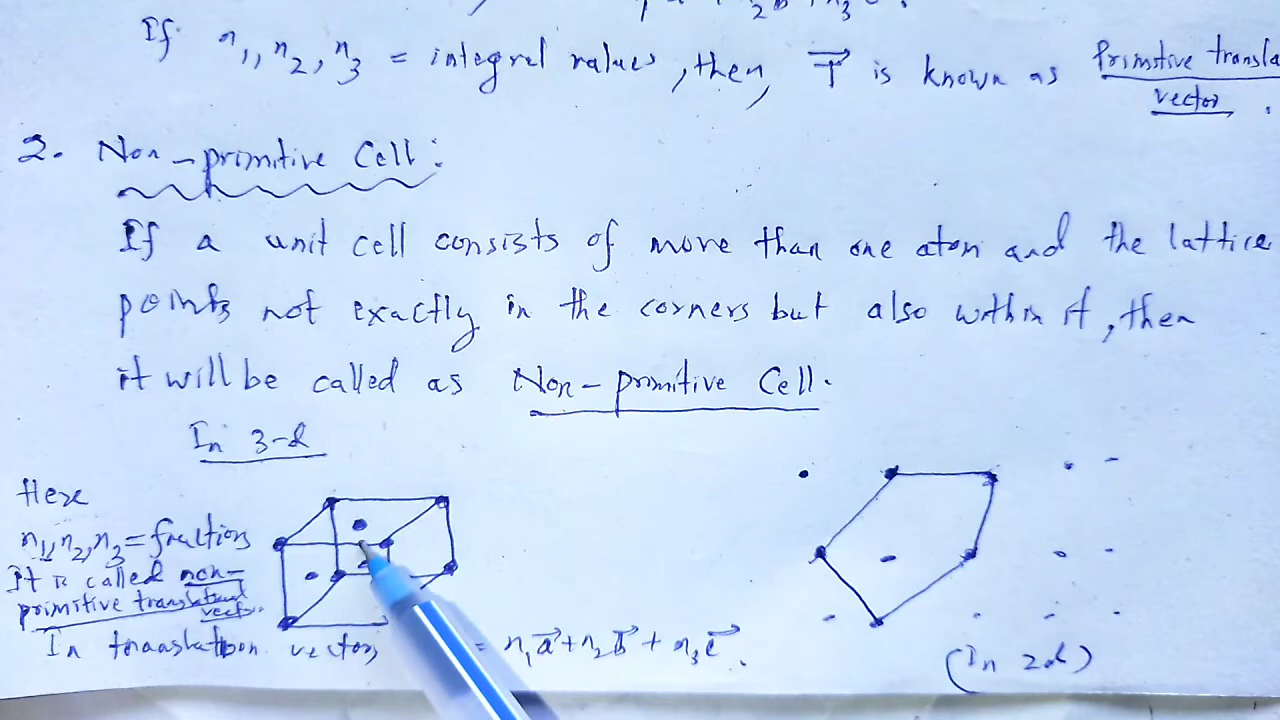 If n1, n2, n3 = integral values, then, T is known as Primitive transla
vector.
2. Non-primitive Cell:
If a unit cell consists of more than one atom and the lattice
points not exactly in the corners but also within it, then
it will be called as Non-primitive Cell.
In 3-d
Here
n1, n2, n3 = fractions
It is called non-
primitive translational
vector.
In translation vectors = n1a⃗ + n2b⃗ + n3c⃗.
(In 2d)